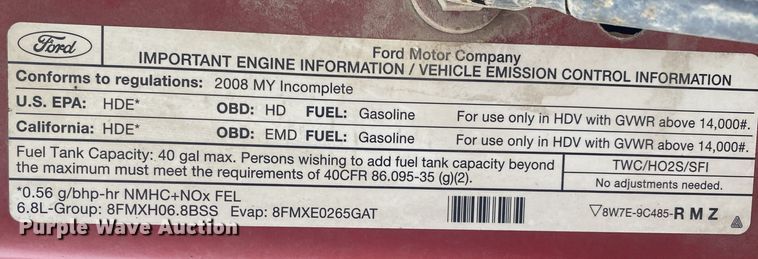 Ford
Ford Motor Company
IMPORTANT ENGINE INFORMATION / VEHICLE EMISSION CONTROL INFORMATION
Conforms to regulations: 2008 MY Incomplete
U.S. EPA: HDE* OBD: HD FUEL: Gasoline For use only in HDV with GVWR above 14,000#.
California: HDE* OBD: EMD FUEL: Gasoline For use only in HDV with GVWR above 14,000#.
Fuel Tank Capacity: 40 gal max. Persons wishing to add fuel tank capacity beyond
the maximum must meet the requirements of 40CFR 86.095-35 (g)(2).
TWC/HO2S/SFI
No adjustments needed.
*0.56 g/bhp-hr NMHC+NOx FEL
6.8L-Group: 8FMXH06.8BSS Evap: 8FMXE0265GAT
▽8W7E-9C485-RMZ
Purple Wave Auction